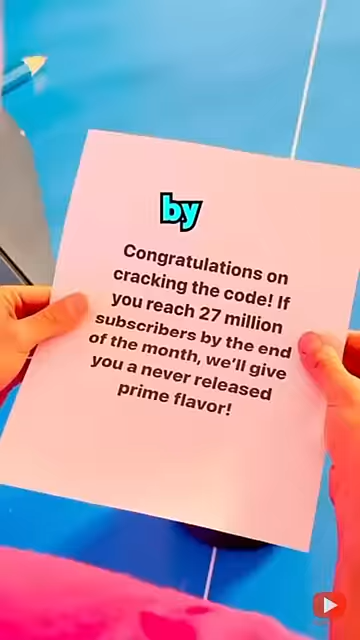 by
Congratulations on
cracking the code! If
you reach 27 million
subscribers by the end
of the month, we'll give
you a never released
prime flavor!